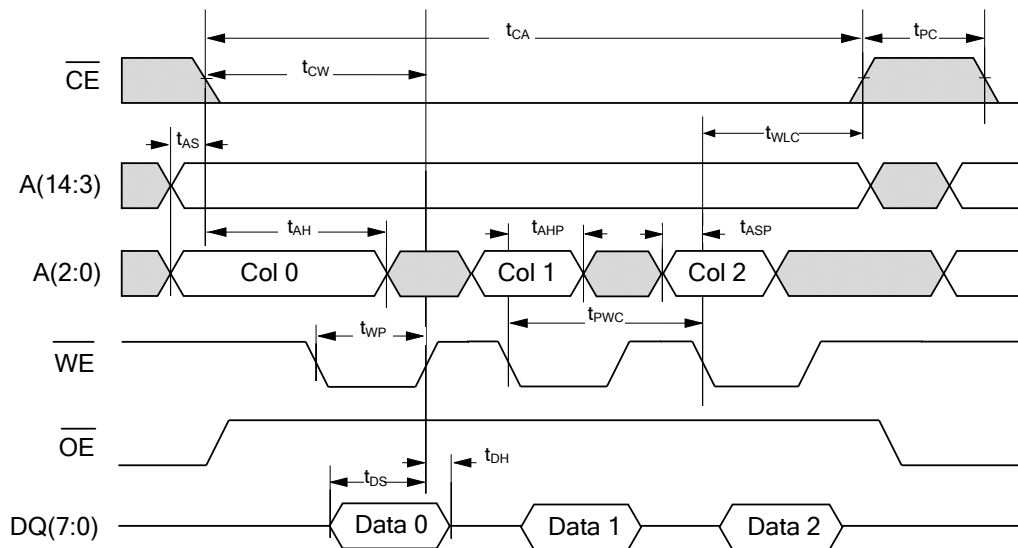 tCA
tPC
CE
tCW
tWLC
tAS
A(14:3)
tAH
tAHP
tASP
A(2:0)
Col 0
Col 1
Col 2
tPWC
tWP
WE
OE
tDS
tDH
DQ(7:0)
Data 0
Data 1
Data 2